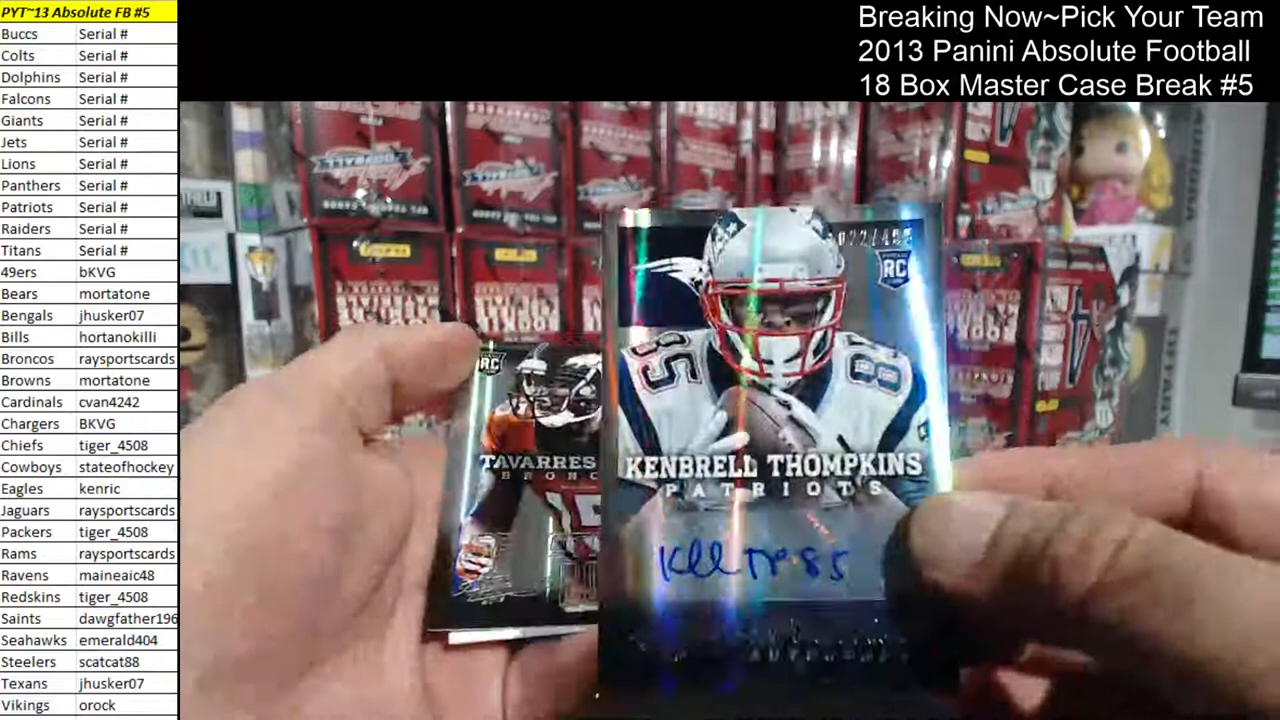 PYT~13 Absolute FB #5
Buccs Serial #
Colts Serial #
Dolphins Serial #
Falcons Serial #
Giants Serial #
Jets Serial #
Lions Serial #
Panthers Serial #
Patriots Serial #
Raiders Serial #
Titans Serial #
49ers bKVG
Bears mortatone
Bengals jhusker07
Bills hortanokilli
Broncos raysportscards
Browns mortatone
Cardinals cvan4242
Chargers BKVG
Chiefs tiger_4508
Cowboys stateofhockey
Eagles kenric
Jaguars raysportscards
Packers tiger_4508
Rams raysportscards
Ravens maineaic48
Redskins tiger_4508
Saints dawgfather196
Seahawks emerald404
Steelers scatcat88
Texans jhusker07
Vikings orock
Breaking Now~Pick Your Team
2013 Panini Absolute Football
18 Box Master Case Break #5
RC
85
KENBRELL THOMPKINS
PATRIOTS
RC
TAVARRES
BRONC